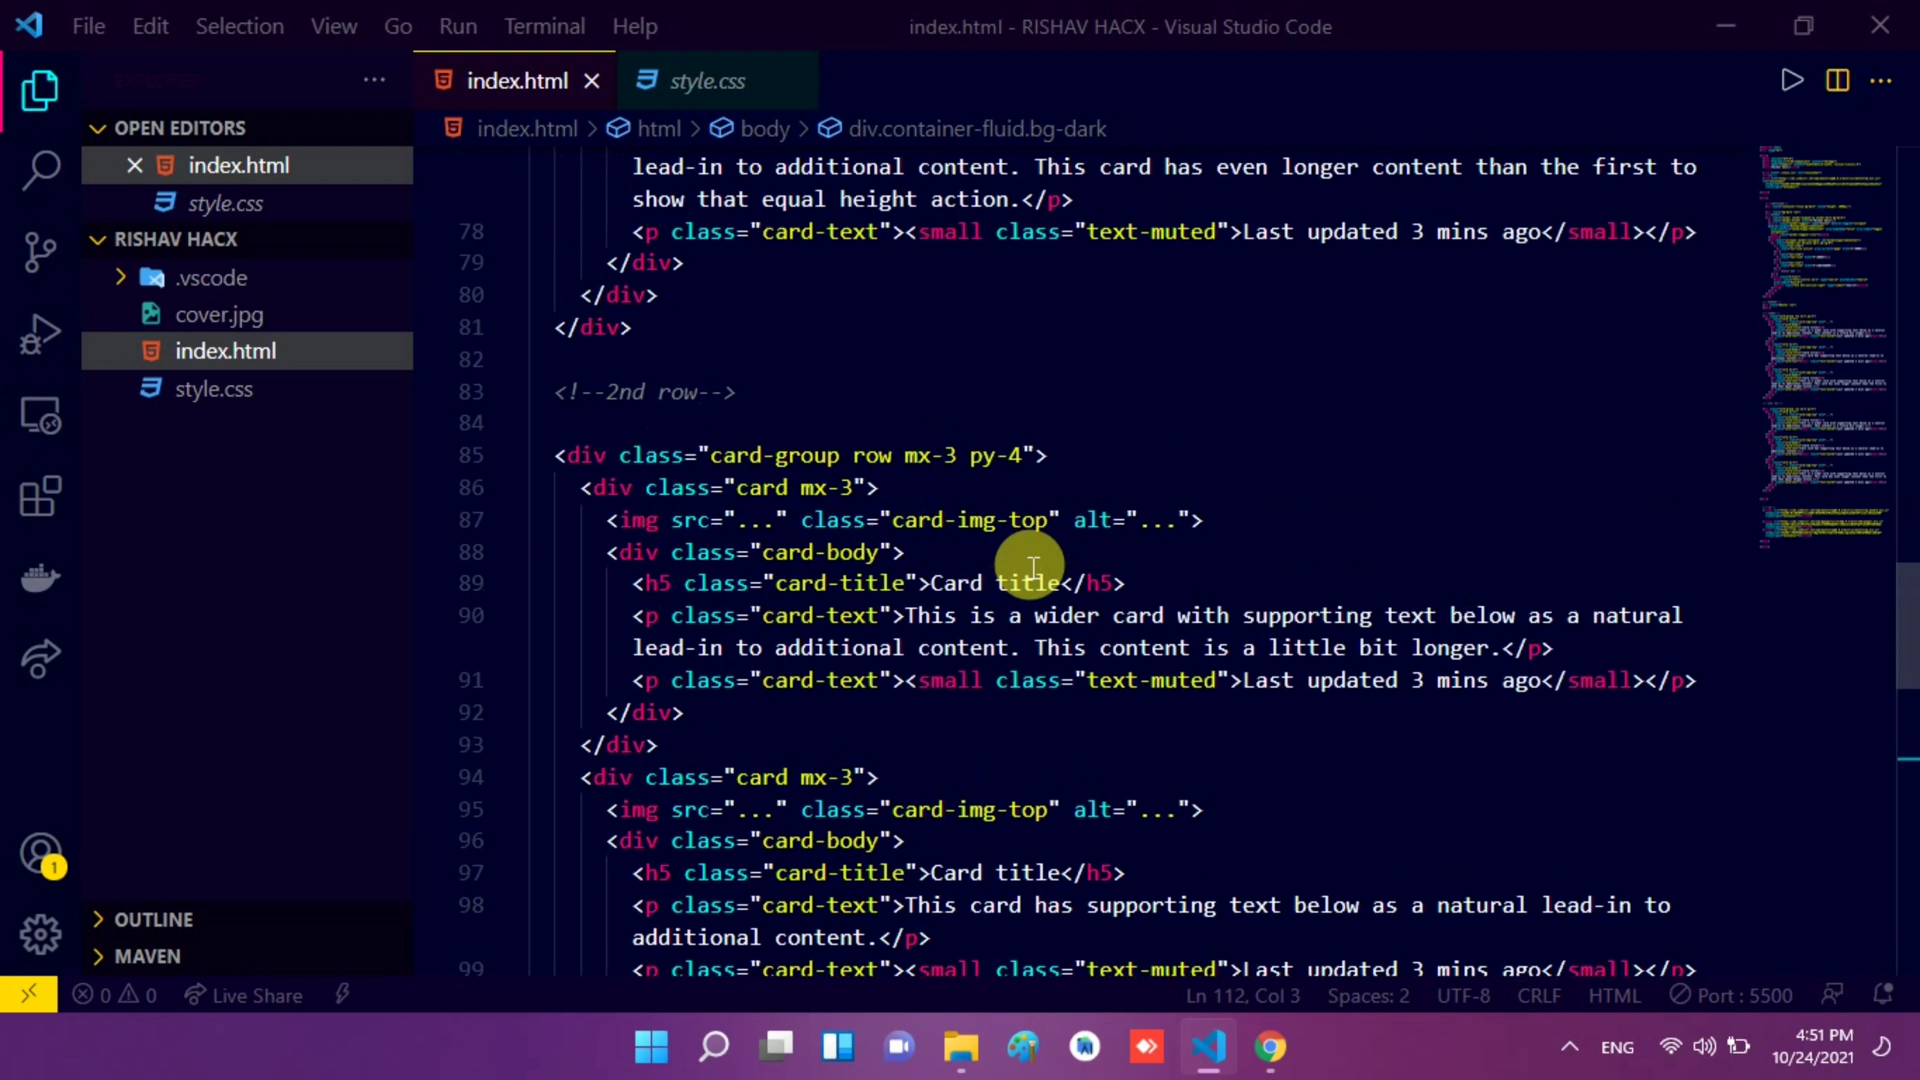 File Edit Selection View Go Run Terminal Help
index.html - RISHAV HACX - Visual Studio Code
EXPLORER
index.html
style.css
index.html > html > body > div.container-fluid.bg-dark
OPEN EDITORS
index.html
style.css
RISHAV HACX
.vscode
cover.jpg
index.html
style.css
OUTLINE
MAVEN
lead-in to additional content. This card has even longer content than the first to
show that equal height action.</p>
78 <p class="card-text"><small class="text-muted">Last updated 3 mins ago</small></p>
79 </div>
80 </div>
81 </div>
82
83 <!--2nd row-->
84
85 <div class="card-group row mx-3 py-4">
86 <div class="card mx-3">
87 <img src="..." class="card-img-top" alt="...">
88 <div class="card-body">
89 <h5 class="card-title">Card title</h5>
90 <p class="card-text">This is a wider card with supporting text below as a natural
lead-in to additional content. This content is a little bit longer.</p>
91 <p class="card-text"><small class="text-muted">Last updated 3 mins ago</small></p>
92 </div>
93 </div>
94 <div class="card mx-3">
95 <img src="..." class="card-img-top" alt="...">
96 <div class="card-body">
97 <h5 class="card-title">Card title</h5>
98 <p class="card-text">This card has supporting text below as a natural lead-in to
additional content.</p>
99 <p class="card-text"><small class="text-muted">Last updated 3 mins ago</small></p>
1
0 0 Live Share
Ln 112, Col 3 Spaces: 2 UTF-8 CRLF HTML Port : 5500
ENG
4:51 PM
10/24/2021